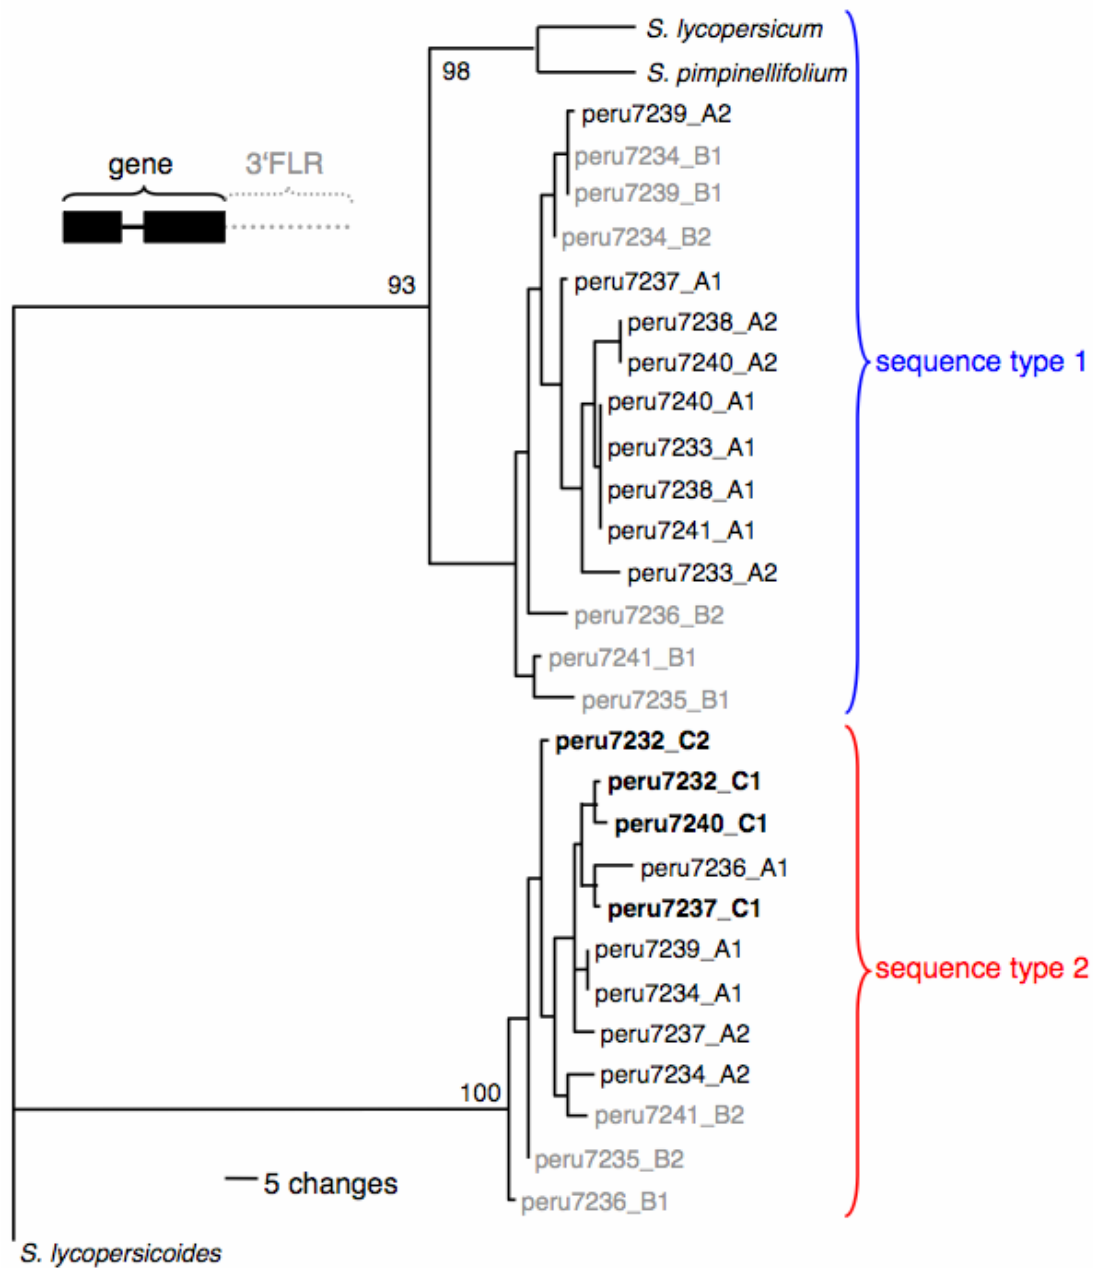 S. lycopersicum
98
S. pimpinellifolium
peru7239_A2
gene
3'FLR
peru7234_B1
peru7239_B1
peru7234_B2
93
peru7237_A1
peru7238_A2
peru7240_A2
sequence type 1
peru7240_A1
peru7233_A1
peru7238_A1
peru7241_A1
peru7233_A2
peru7236_B2
peru7241_B1
peru7235_B1
peru7232_C2
peru7232_C1
peru7240_C1
peru7236_A1
peru7237_C1
peru7239_A1
sequence type 2
peru7234_A1
peru7237_A2
peru7234_A2
100
peru7241_B2
peru7235_B2
5 changes
peru7236_B1
S. lycopersicoides